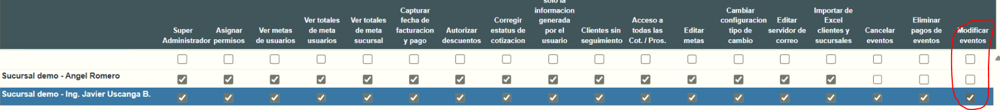 solo la
Capturar informacion Cambiar Importar de
Ver totales Ver totales fecha de Corregir generada Acceso a configuracion Editar Excel Eliminar
Super Asignar Ver metas de meta de meta facturacion Autorizar estatus de por el Clientes sin todas las Editar tipo de servidor de clientes y Cancelar pagos de Modificar
Administrador permisos de usuarios usuarios sucursal y pago descuentos cotizacion usuario seguimiento Cot. / Pros. metas cambio correo sucursales eventos eventos eventos
Sucursal demo - Angel Romero
Sucursal demo - Ing. Javier Uscanga B.